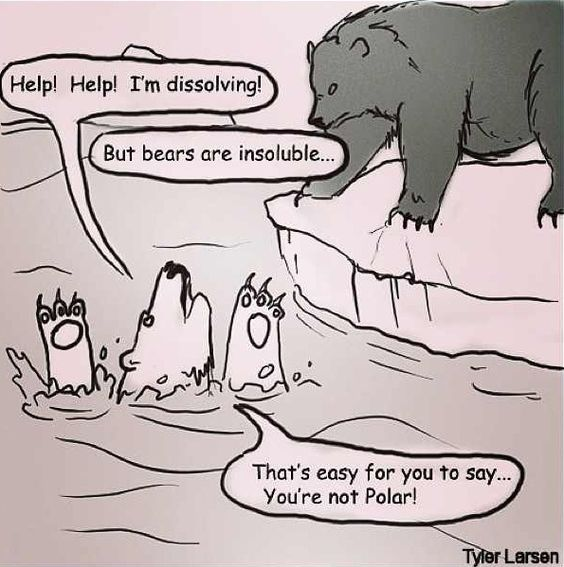 Help! Help! I'm dissolving!
But bears are insoluble...
That's easy for you to say...
You're not Polar!
Tyler Larsen